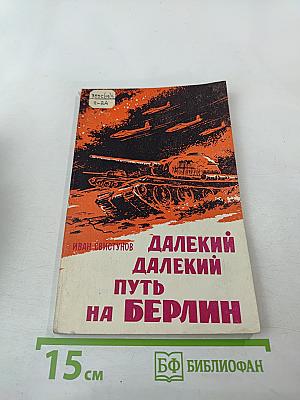 ИВАН СВИСТУНОВ
ДАЛЕКИЙ
ДАЛЕКИЙ
ПУТЬ
НА БЕРЛИН
15 см
БФ БИБЛИОФАН